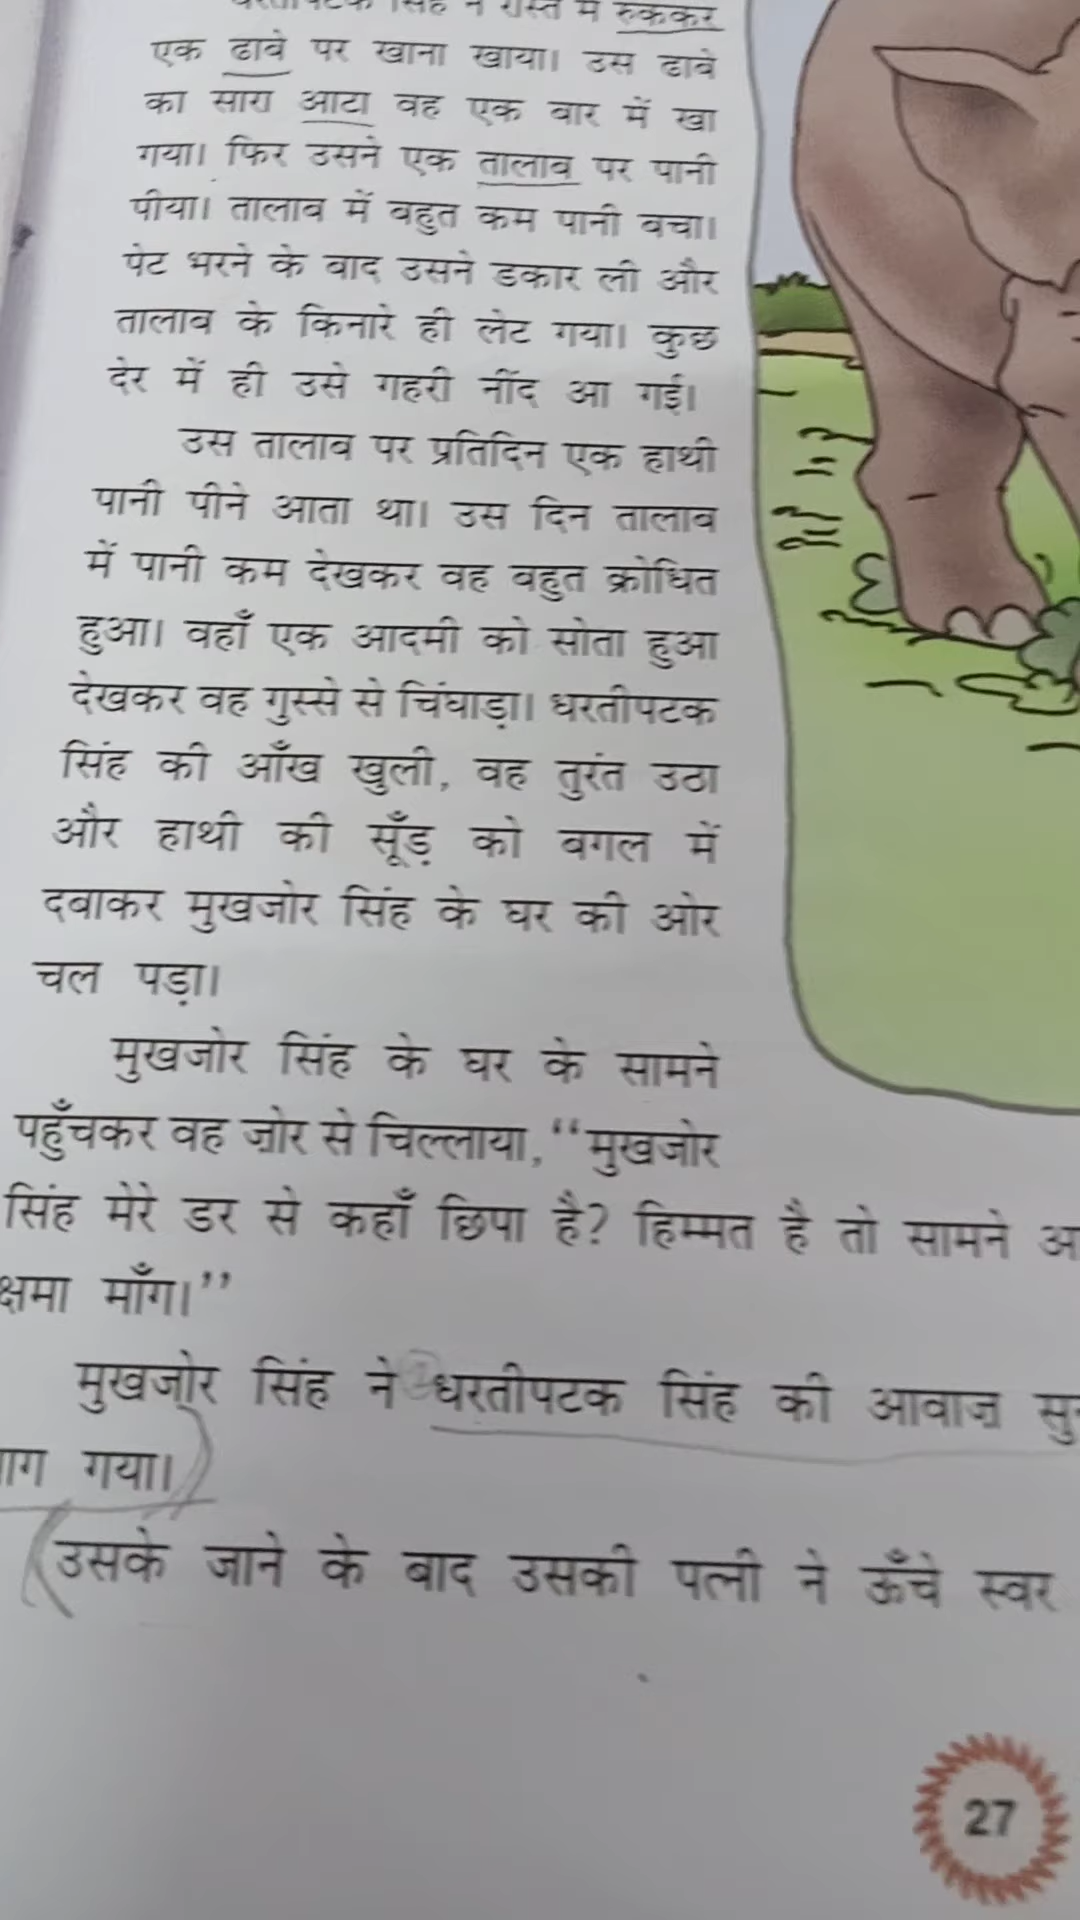 धरतीपटक सिंह ने रास्ते में रुककर
एक ढाबे पर खाना खाया। उस ढाबे
का सारा आटा वह एक बार में खा
गया। फिर उसने एक तालाब पर पानी
पीया। तालाब में बहुत कम पानी बचा।
पेट भरने के बाद उसने डकार ली और
तालाब के किनारे ही लेट गया। कुछ
देर में ही उसे गहरी नींद आ गई।
उस तालाब पर प्रतिदिन एक हाथी
पानी पीने आता था। उस दिन तालाब
में पानी कम देखकर वह बहुत क्रोधित
हुआ। वहाँ एक आदमी को सोता हुआ
देखकर वह गुस्से से चिंघाड़ा। धरतीपटक
सिंह की आँख खुली, वह तुरंत उठा
और हाथी की सूँड़ को बगल में
दबाकर मुखजोर सिंह के घर की ओर
चल पड़ा।
मुखजोर सिंह के घर के सामने
पहुँचकर वह ज़ोर से चिल्लाया, ‘‘मुखजोर
सिंह मेरे डर से कहाँ छिपा है? हिम्मत है तो सामने
क्षमा माँग।’’
मुखजोर सिंह ने धरतीपटक सिंह की आवाज़
गया।
उसके जाने के बाद उसकी पत्नी ने ऊँचे स्वर
27